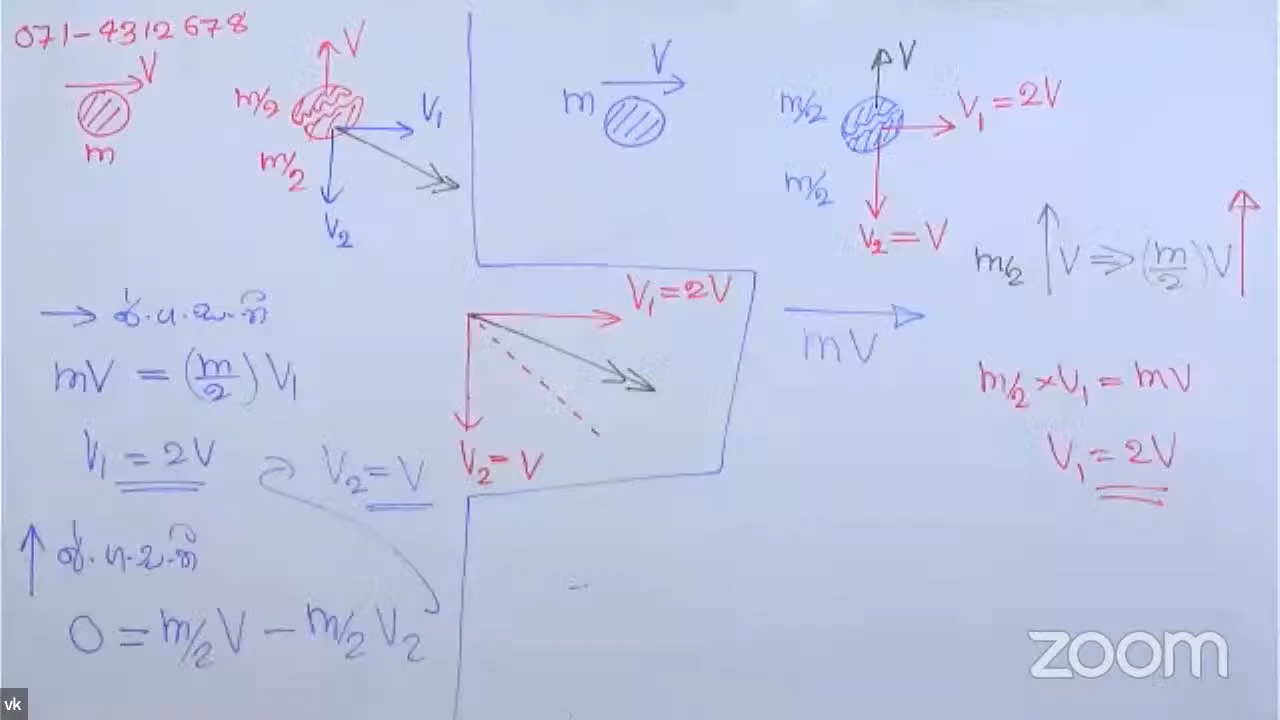 071-4312678
V
m
V
m/2
m/2
V₁
V₂
→
mV = (m/2) V₁
V₁ = 2V
V₂ = V
↑
0 = m/2 V - m/2 V₂
V
m
V
m/2
m/2
V₁ = 2V
V₂ = V
V₁ = 2V
V₂ = V
mV
m/2 ↑ V ⇒ (m/2) V ↑
m/2 × V₁ = mV
V₁ = 2V
zoom
vk